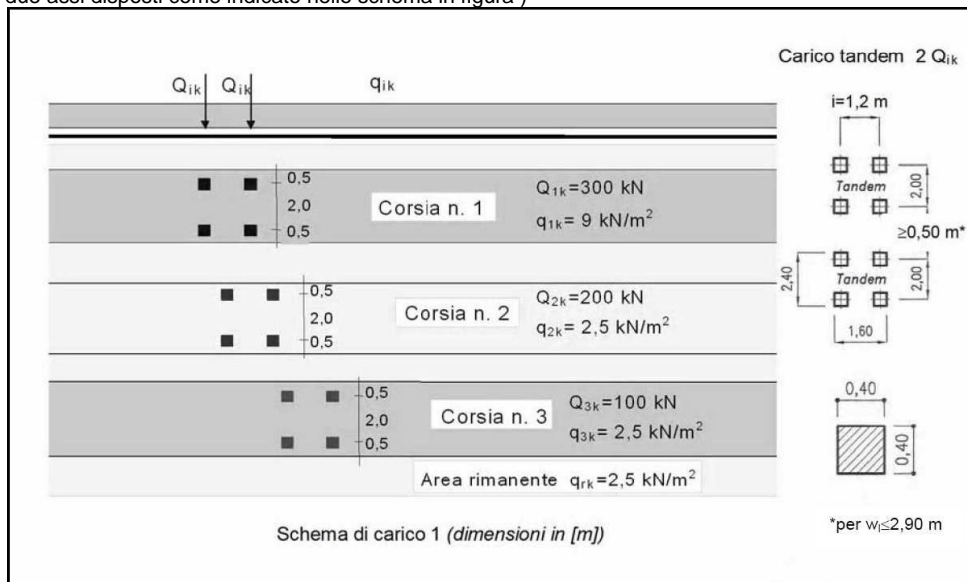 due assi disposti come indicato nello schema in figura )
Carico tandem 2 Qik
Qik Qik qik
i=1,2 m
0,5
2,0
0,5
Corsia n. 1
Q1k=300 kN
q1k= 9 kN/m²
Tandem
2,00
≥0,50 m*
0,5
2,0
0,5
Corsia n. 2
Q2k=200 kN
q2k= 2,5 kN/m²
2,40
Tandem
2,00
1,60
0,5
2,0
0,5
Corsia n. 3
Q3k=100 kN
q3k= 2,5 kN/m²
0,40
0,40
Area rimanente qrk=2,5 kN/m²
Schema di carico 1 (dimensioni in [m])
*per wl≤2,90 m